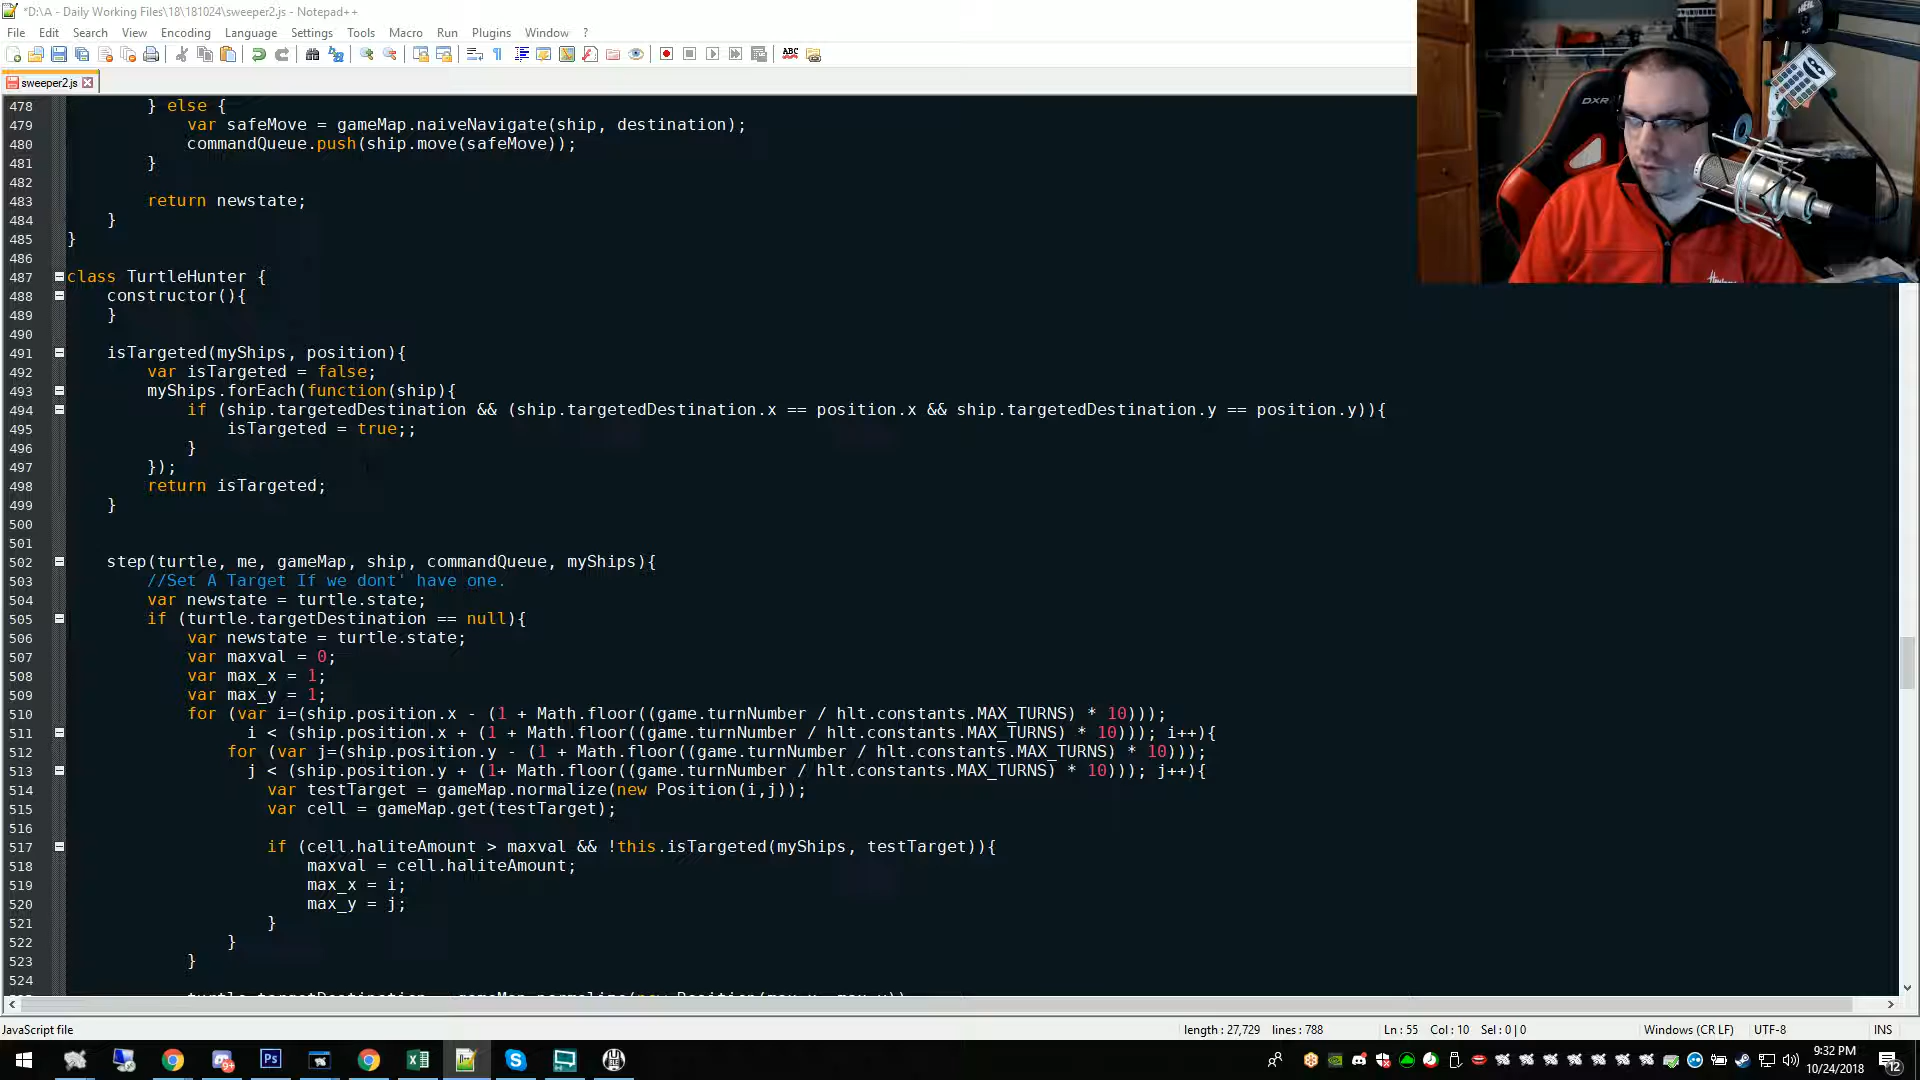 *D:\A - Daily Working Files\18\181024\sweeper2.js - Notepad++
File Edit Search View Encoding Language Settings Tools Macro Run Plugins Window ?
ABC
sweeper2.js
478 } else {
479 var safeMove = gameMap.naiveNavigate(ship, destination);
480 commandQueue.push(ship.move(safeMove));
481 }
482
483 return newstate;
484 }
485 }
486
487 class TurtleHunter {
488 constructor(){
489 }
490
491 isTargeted(myShips, position){
492 var isTargeted = false;
493 myShips.forEach(function(ship){
494 if (ship.targetedDestination && (ship.targetedDestination.x == position.x && ship.targetedDestination.y == position.y)){
495 isTargeted = true;;
496 }
497 });
498 return isTargeted;
499 }
500
501
502 step(turtle, me, gameMap, ship, commandQueue, myShips){
503 //Set A Target If we dont' have one.
504 var newstate = turtle.state;
505 if (turtle.targetDestination == null){
506 var newstate = turtle.state;
507 var maxval = 0;
508 var max_x = 1;
509 var max_y = 1;
510 for (var i=(ship.position.x - (1 + Math.floor((game.turnNumber / hlt.constants.MAX_TURNS) * 10)));
511 i < (ship.position.x + (1 + Math.floor((game.turnNumber / hlt.constants.MAX_TURNS) * 10))); i++){
512 for (var j=(ship.position.y - (1 + Math.floor((game.turnNumber / hlt.constants.MAX_TURNS) * 10)));
513 j < (ship.position.y + (1+ Math.floor((game.turnNumber / hlt.constants.MAX_TURNS) * 10))); j++){
514 var testTarget = gameMap.normalize(new Position(i,j));
515 var cell = gameMap.get(testTarget);
516
517 if (cell.haliteAmount > maxval && !this.isTargeted(myShips, testTarget)){
518 maxval = cell.haliteAmount;
519 max_x = i;
520 max_y = j;
521 }
522 }
523 }
524
JavaScript file length : 27,729 lines : 788 Ln : 55 Col : 10 Sel : 0 | 0 Windows (CR LF) UTF-8 INS
Ps
9:32 PM
10/24/2018
12
DXR